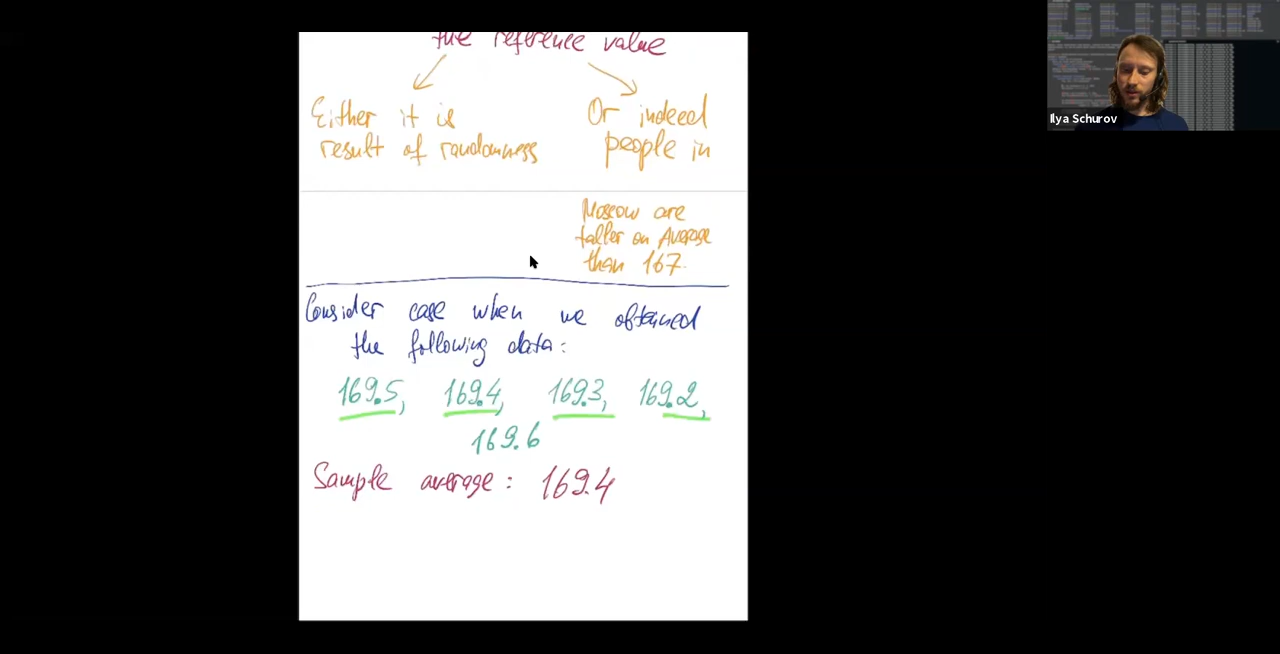 the reference value
Either it is
result of randomness
Or indeed
people in
Moscow are
taller on Average
than 167.
Consider case when we obtained
the following data:
169.5, 169.4, 169.3, 169.2,
169.6
Sample average: 169.4
Ilya Schurov